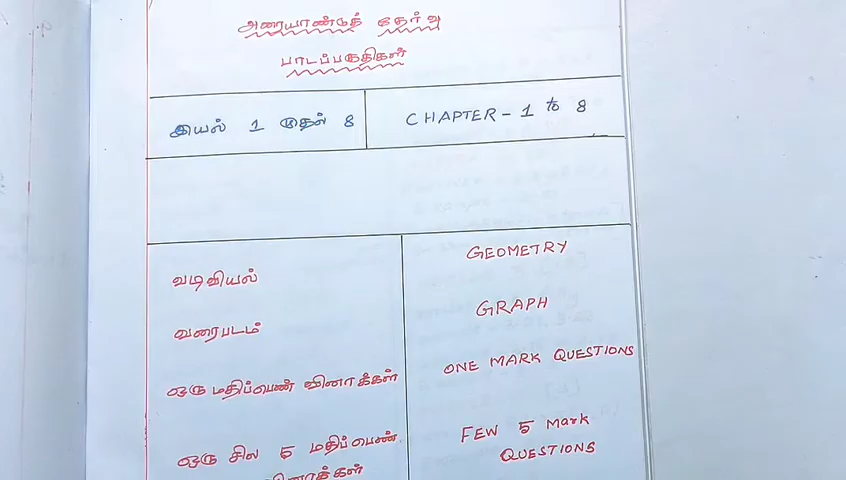 அரையாண்டுத் தேர்வு
பாடப்பகுதிகள்
இயல் 1 முதல் 8
CHAPTER - 1 to 8
வடிவியல்
GEOMETRY
வரைபடம்
GRAPH
ஒரு மதிப்பெண் வினாக்கள்
ONE MARK QUESTIONS
ஒரு சில 5 மதிப்பெண்
வினாக்கள்
FEW 5 Mark
QUESTIONS